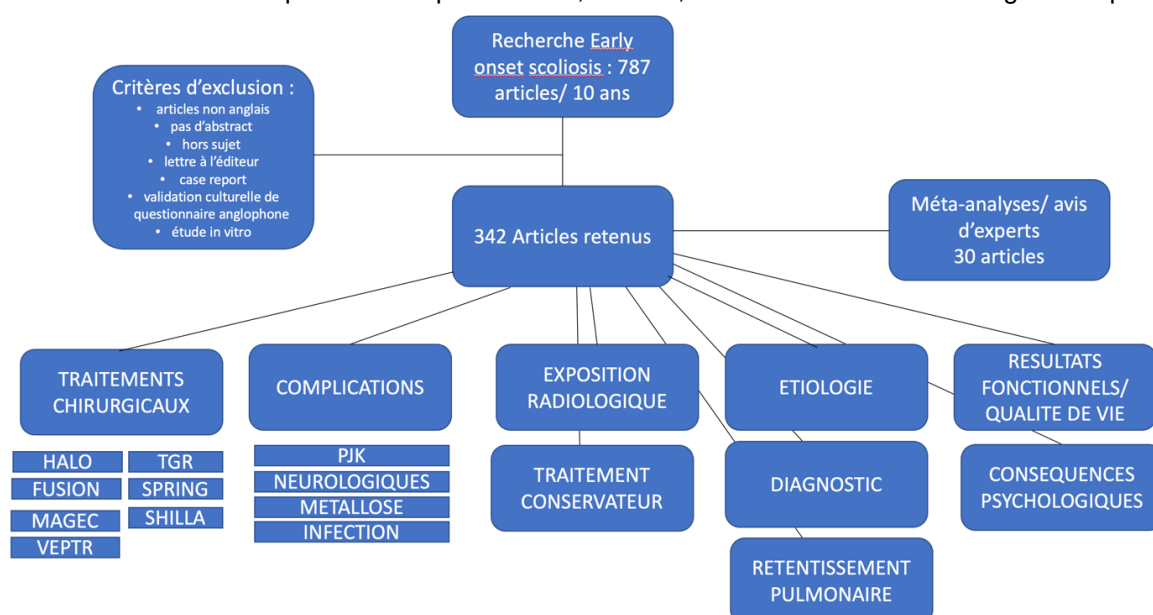 Recherche Early
onset scoliosis : 787
articles/ 10 ans
Critères d'exclusion :
• articles non anglais
• pas d'abstract
• hors sujet
• lettre à l'éditeur
• case report
• validation culturelle de
questionnaire anglophone
• étude in vitro
342 Articles retenus
Méta-analyses/ avis
d'experts
30 articles
TRAITEMENTS
CHIRURGICAUX
HALO
TGR
FUSION
SPRING
MAGEC
SHILLA
VEPTR
COMPLICATIONS
PJK
NEUROLOGIQUES
METALLOSE
INFECTION
EXPOSITION
RADIOLOGIQUE
TRAITEMENT
CONSERVATEUR
ETIOLOGIE
DIAGNOSTIC
RETENTISSEMENT
PULMONAIRE
RESULTATS
FONCTIONNELS/
QUALITE DE VIE
CONSEQUENCES
PSYCHOLOGIQUES